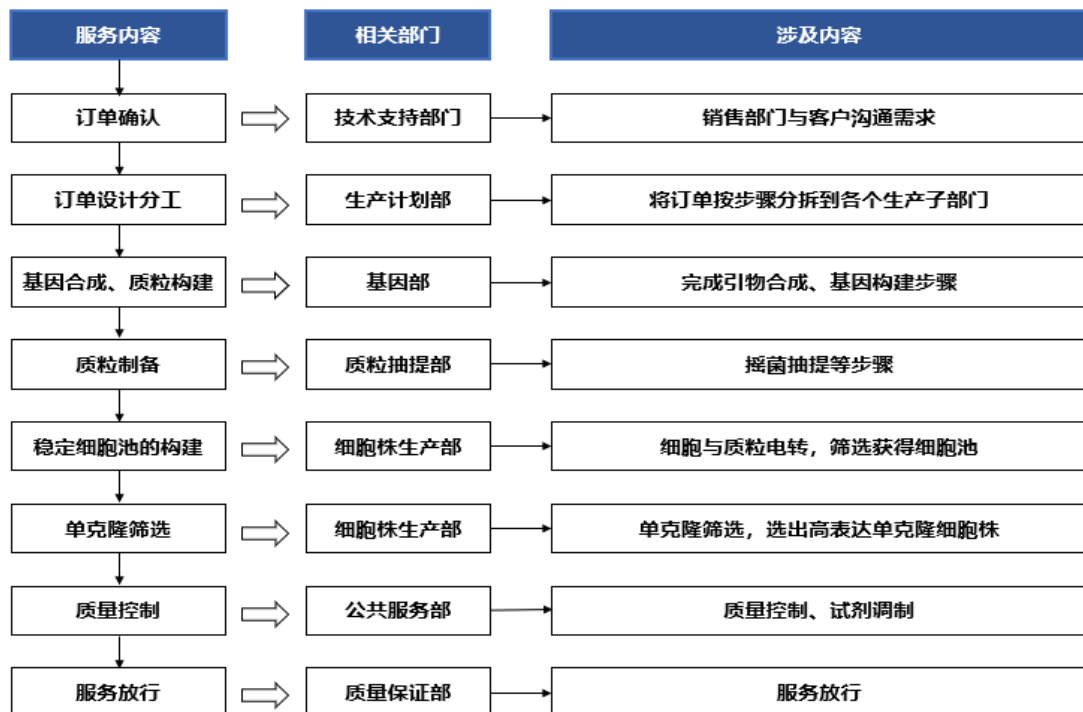 服务内容 相关部门 涉及内容
订单确认 技术支持部门 销售部门与客户沟通需求
订单设计分工 生产计划部 将订单按步骤分拆到各个生产子部门
基因合成、质粒构建 基因部 完成引物合成、基因构建步骤
质粒制备 质粒抽提部 摇菌抽提等步骤
稳定细胞池的构建 细胞株生产部 细胞与质粒电转，筛选获得细胞池
单克隆筛选 细胞株生产部 单克隆筛选，选出高表达单克隆细胞株
质量控制 公共服务部 质量控制、试剂调制
服务放行 质量保证部 服务放行